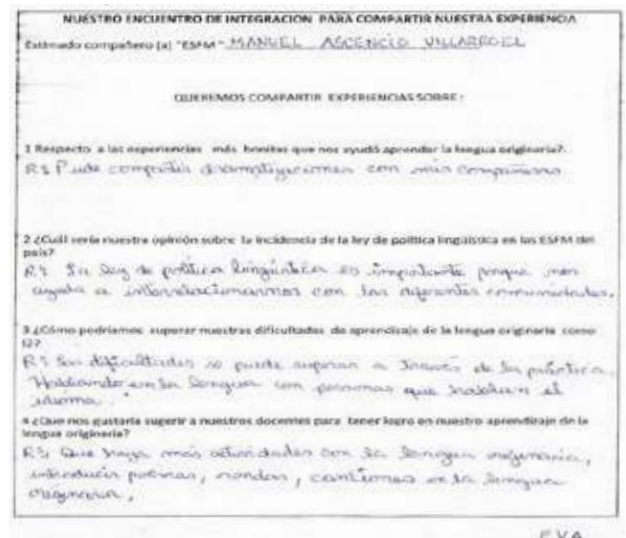 NUESTRO ENCUENTRO DE INTEGRACION PARA COMPARTIR NUESTRA EXPERIENCIA
Estimado compañero (a) "ESFM" MANUEL ASCENCIO VILLARROEL
QUEREMOS COMPARTIR EXPERIENCIAS SOBRE :
1 Respecto a las experiencias más bonitas que nos ayudó aprender la lengua originaria?.
R: Pude compartir dramatizaciones con mis compañeros
2 ¿Cuál sería nuestra opinión sobre la incidencia de la ley de política lingüística en las ESFM del
país?
R: La ley de política lingüística es importante porque nos
ayuda a interrelacionarnos con las diferentes comunidades.
3 ¿Cómo podríamos superar nuestras dificultades de aprendizaje de la lengua originaria como
l2?
R: Las dificultades se puede superar a través de la práctica.
Hablando en la lengua con personas que hablan el
idioma.
4 ¿Que nos gustaría sugerir a nuestros docentes para tener logro en nuestro aprendizaje de la
lengua originaria?
R: Que haya más actividades con la lengua originaria,
introducir poemas, rondas, canciones en la lengua
originaria.
EVA